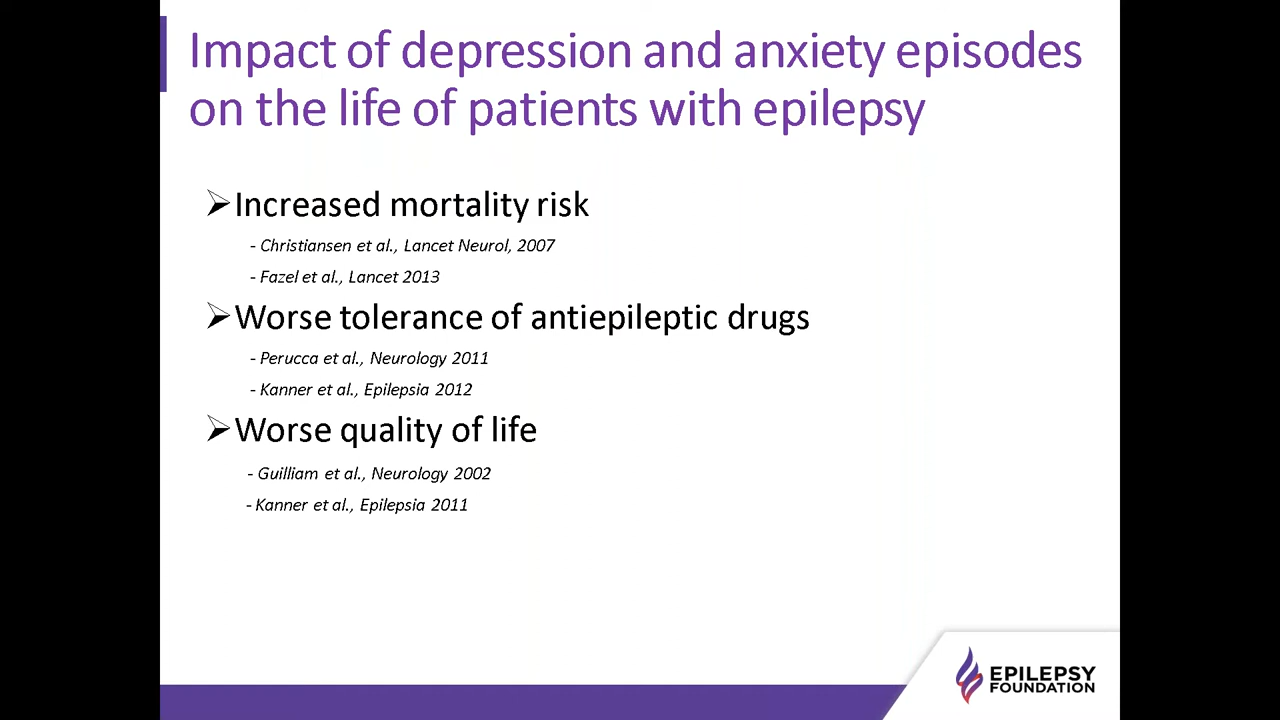 Impact of depression and anxiety episodes
on the life of patients with epilepsy
➢Increased mortality risk
- Christiansen et al., Lancet Neurol, 2007
- Fazel et al., Lancet 2013
➢Worse tolerance of antiepileptic drugs
- Perucca et al., Neurology 2011
- Kanner et al., Epilepsia 2012
➢Worse quality of life
- Guilliam et al., Neurology 2002
- Kanner et al., Epilepsia 2011
EPILEPSY
FOUNDATION